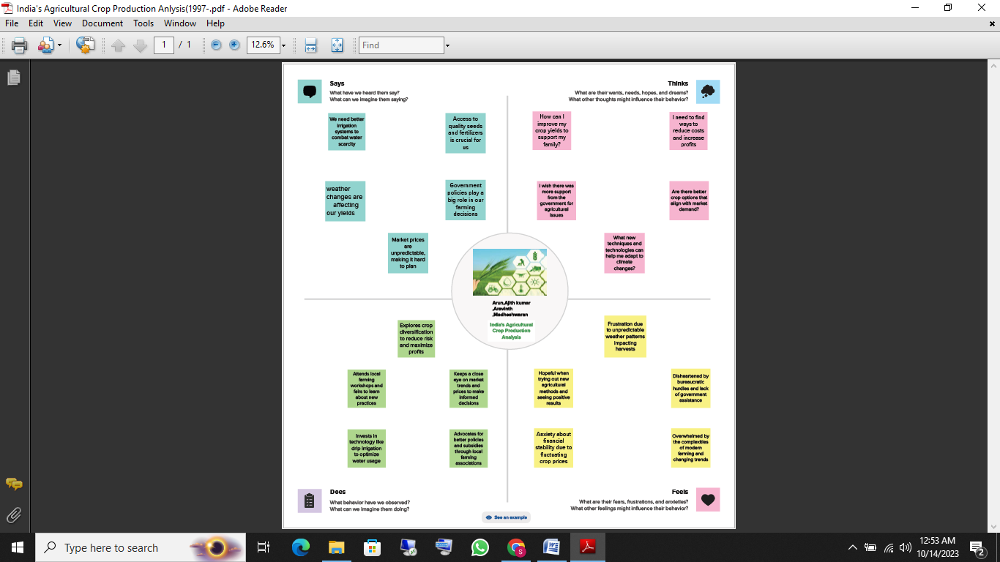 India's Agricultural Crop Production Anlysis(1997-.pdf - Adobe Reader
File Edit View Document Tools Window Help
1 / 1
12.6%
Find
Says
What have we heard them say?
What can we imagine them saying?
Thinks
What are their wants, needs, hopes, and dreams?
What other thoughts might influence their behavior?
We need better
irrigation
systems to
combat water
scarcity
Access to
quality seeds
and fertilizers
is crucial for
us
How can I
improve my
crop yields to
support my
family?
I need to find
ways to
reduce costs
and increase
profits
weather
changes are
affecting
our yields
Government
policies play a
big role in our
farming
decisions
I wish there was
more support
from the
government for
agricultural
issues
Are there better
crop options that
align with market
demand?
Market prices
are
unpredictable,
making it hard
to plan
What new
techniques and
technologies can
help me adapt to
climate
changes?
Arun,Ajith kumar
,Aravinth
,Madheshwaran
India's Agricultural
Crop Production
Analysis
Explores crop
diversification
to reduce risk
and maximize
profits
Frustration due
to unpredictable
weather patterns
impacting
harvests
Attends local
farming
workshops and
fairs to learn
about new
practices
Keeps a close
eye on market
trends and
prices to make
informed
decisions
Hopeful when
trying out new
agricultural
methods and
seeing positive
results
Disheartened by
bureaucratic
hurdles and lack
of government
assistance
Invests in
technology like
drip irrigation
to optimize
water usage
Advocates for
better policies
and subsidies
through local
farming
associations
Anxiety about
financial
stability due to
fluctuating
crop prices
Overwhelmed by
the complexities
of modern
farming and
changing trends
Does
What behavior have we observed?
What can we imagine them doing?
Feels
What are their fears, frustrations, and anxieties?
What other feelings might influence their behavior?
See an example
Type here to search
12:53 AM
10/14/2023
2